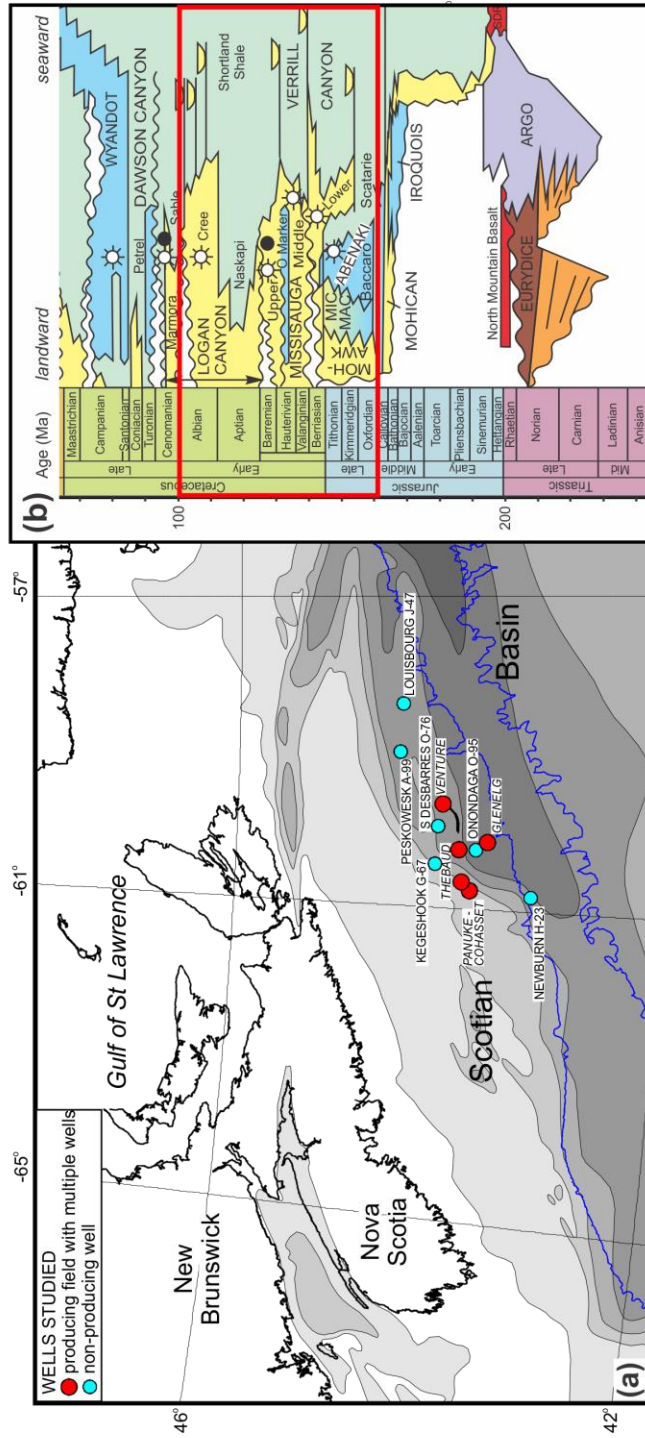 WELLS STUDIED
producing field with multiple wells
non-producing well
Gulf of St Lawrence
New
Brunswick
Nova
Scotia
Scotian
Basin
46°
42°
-65°
-61°
-57°
PESKOWESK A-99
LOUISBOURG J-47
S DESBARRES O-76
VENTURE
KEGESHOOK G-67
THEBAUD
ONONDAGA O-95
GLENELG
PANUKE -
COHASSET
NEWBURN H-23
(a)
(b)
landward
seaward
Age (Ma)
100
200
Cretaceous
Late
Early
Jurassic
Late
Middle
Early
Triassic
Late
Mid
Maastrichian
Campanian
Santonian
Coniacian
Turonian
Cenomanian
Albian
Aptian
Barremian
Hauterivian
Valanginian
Berriasian
Tithonian
Kimmeridgian
Oxfordian
Callovian
Bathonian
Bajocian
Aalenian
Toarcian
Pliensbachian
Sinemurian
Hettangian
Rhaetian
Norian
Carnian
Ladinian
Anisian
WYANDOT
DAWSON CANYON
Petrel
Marmora
Sable
LOGAN
CANYON
Cree
Shortland
Shale
Naskapi
Upper
O Marker
MISSISAUGA
Middle
VERRILL
CANYON
Lower
MIC
MAC
MOH-
AWK
ABENAKI
Baccaro
Scatarie
MOHICAN
IROQUOIS
North Mountain Basalt
EURYDICE
ARGO
SDR